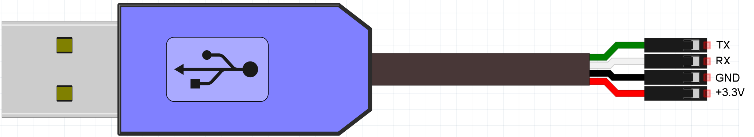 TX
RX
GND
+3.3V